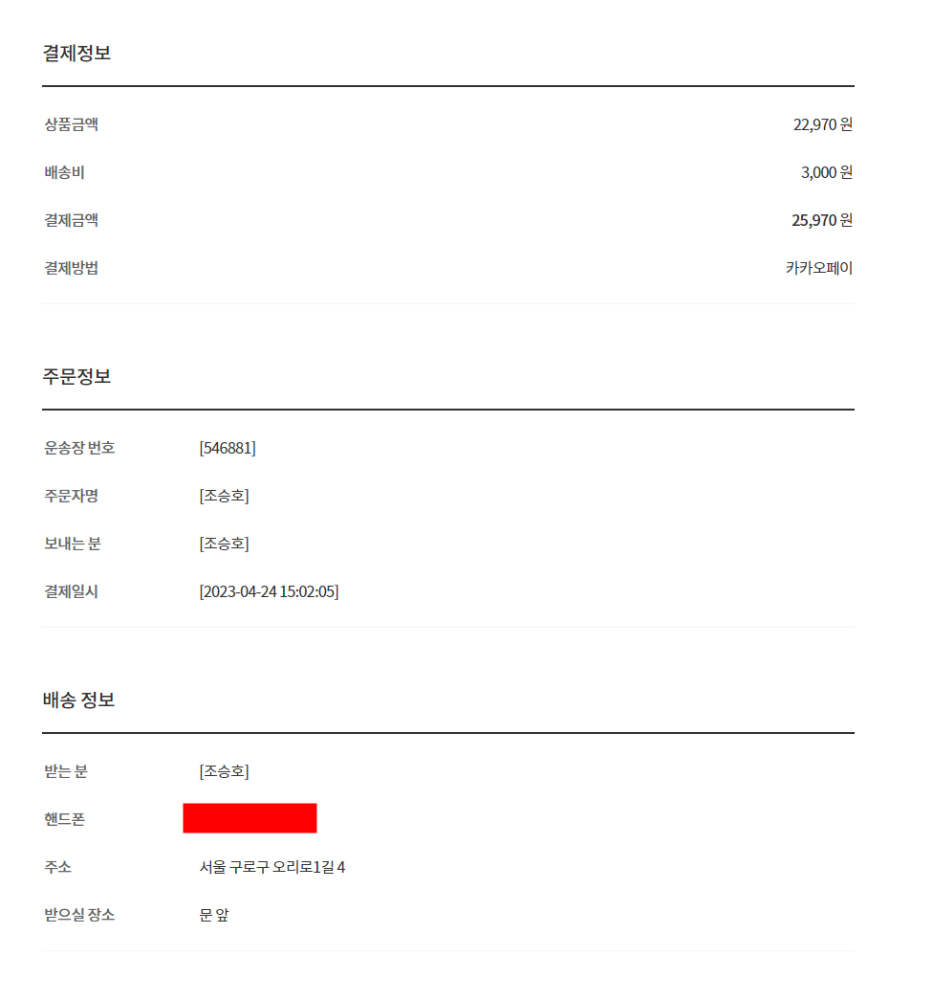 결제정보
상품금액 22,970 원
배송비 3,000 원
결제금액 25,970 원
결제방법 카카오페이
주문정보
운송장 번호 [546881]
주문자명 [조승호]
보내는 분 [조승호]
결제일시 [2023-04-24 15:02:05]
배송 정보
받는 분 [조승호]
핸드폰
주소 서울 구로구 오리로1길 4
받으실 장소 문 앞